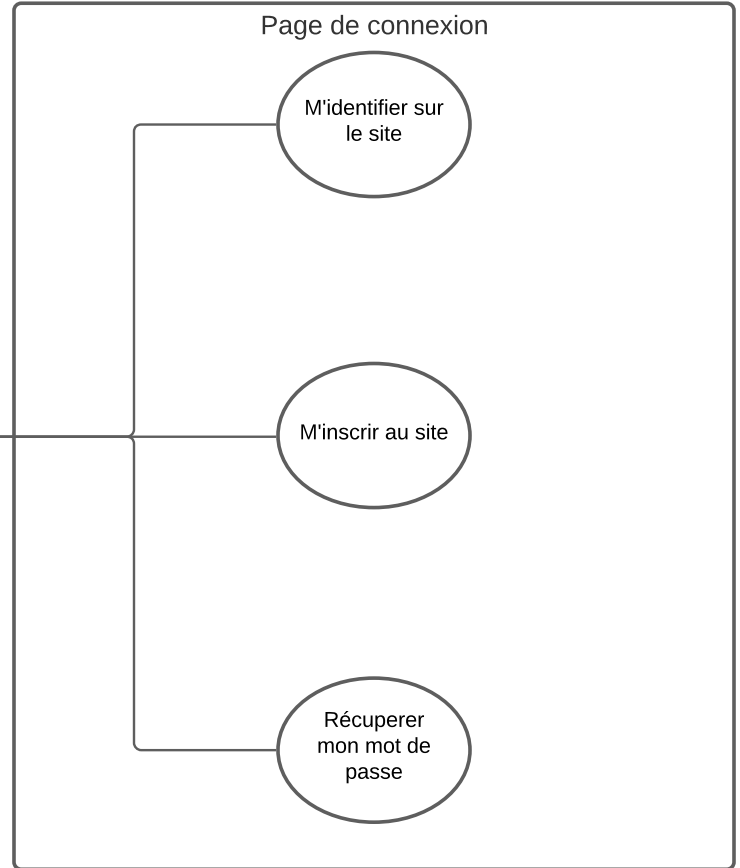 Page de connexion
M'identifier sur
le site
M'inscrir au site
Récuperer
mon mot de
passe